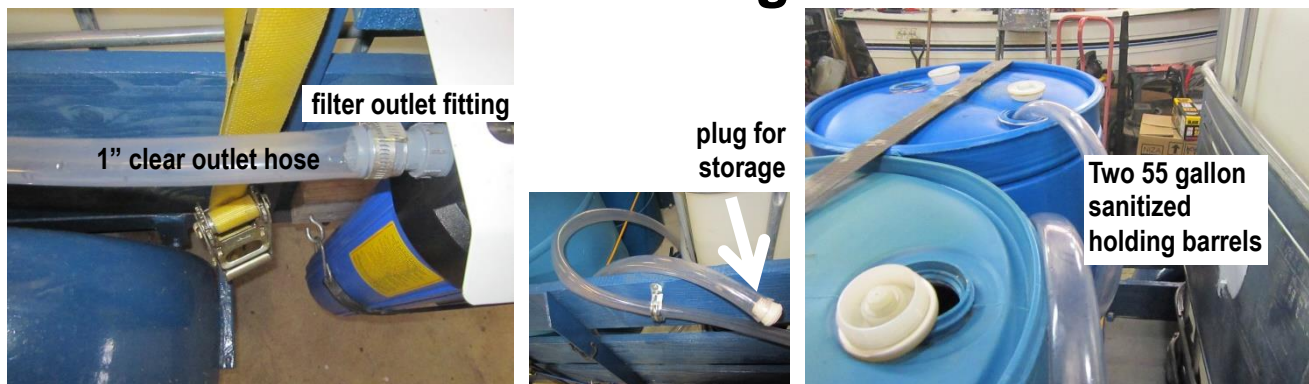 g
filter outlet fitting
1” clear outlet hose
plug for
storage
Two 55 gallon
sanitized
holding barrels